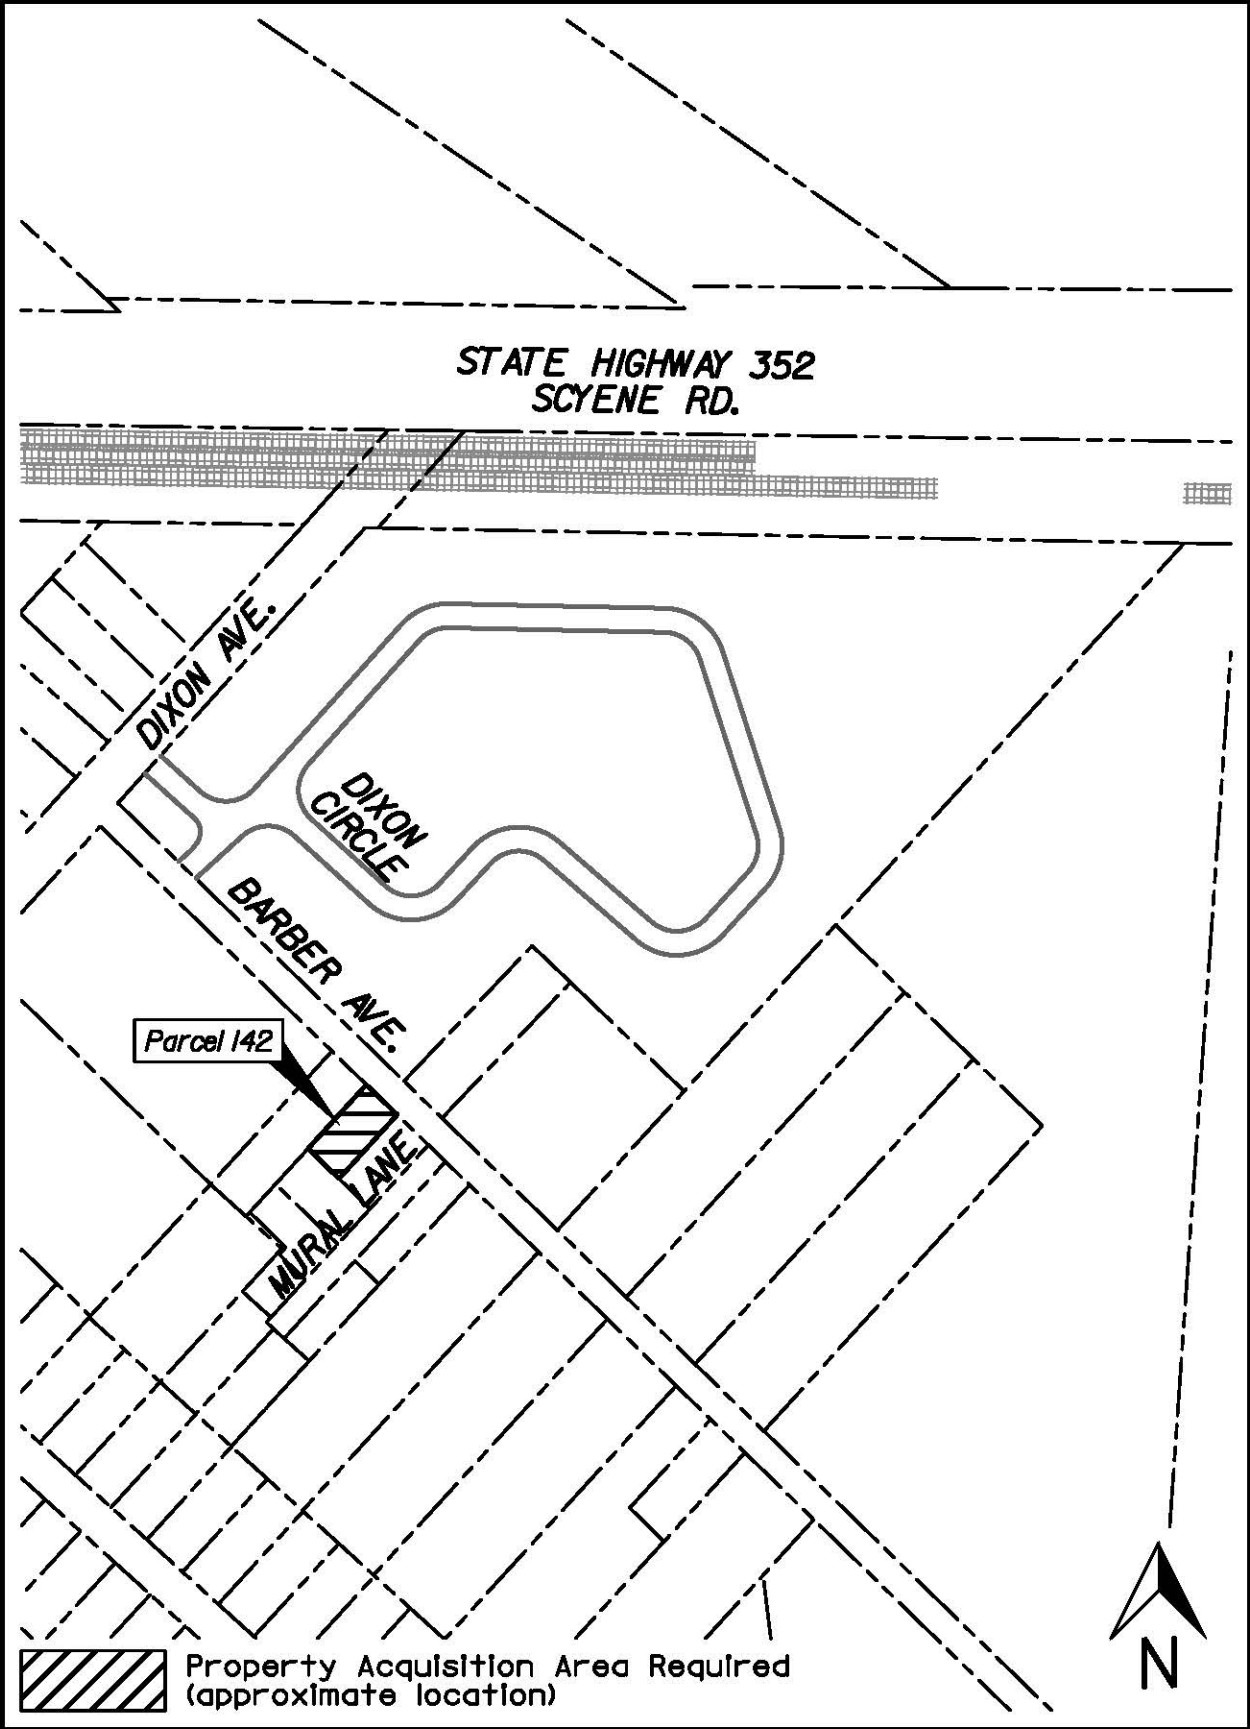 STATE HIGHWAY 352
SCYENE RD.
DIXON AVE.
DIXON
CIRCLE
BARBER AVE.
Parcel 142
MURAL LANE
Property Acquisition Area Required
(approximate location)
N